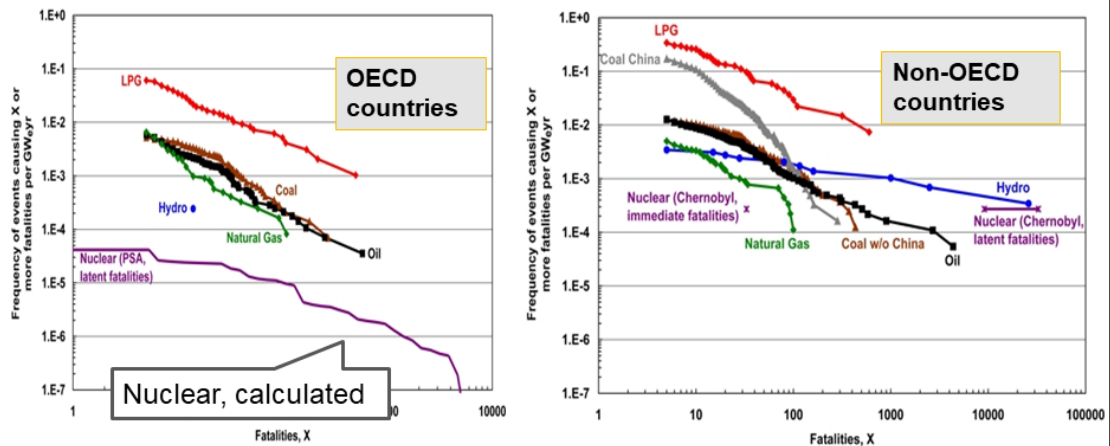 1.E+0
1.E-1
1.E-2
1.E-3
1.E-4
1.E-5
1.E-6
1.E-7
Frequency of events causing X or
more fatalities per GWeyr
LPG
OECD
countries
Coal
Hydro
Natural Gas
Oil
Nuclear (PSA,
latent fatalities)
Nuclear, calculated
1
00
10000
Fatalities, X
1.E+0
1.E-1
1.E-2
1.E-3
1.E-4
1.E-5
1.E-6
1.E-7
Frequency of events causing X or
more fatalities per GWeyr
LPG
Coal China
Non-OECD
countries
Hydro
Nuclear (Chernobyl,
immediate fatalities)
Nuclear (Chernobyl,
latent fatalities)
Natural Gas
Coal w/o China
Oil
1
10
100
1000
10000
100000
Fatalities, X